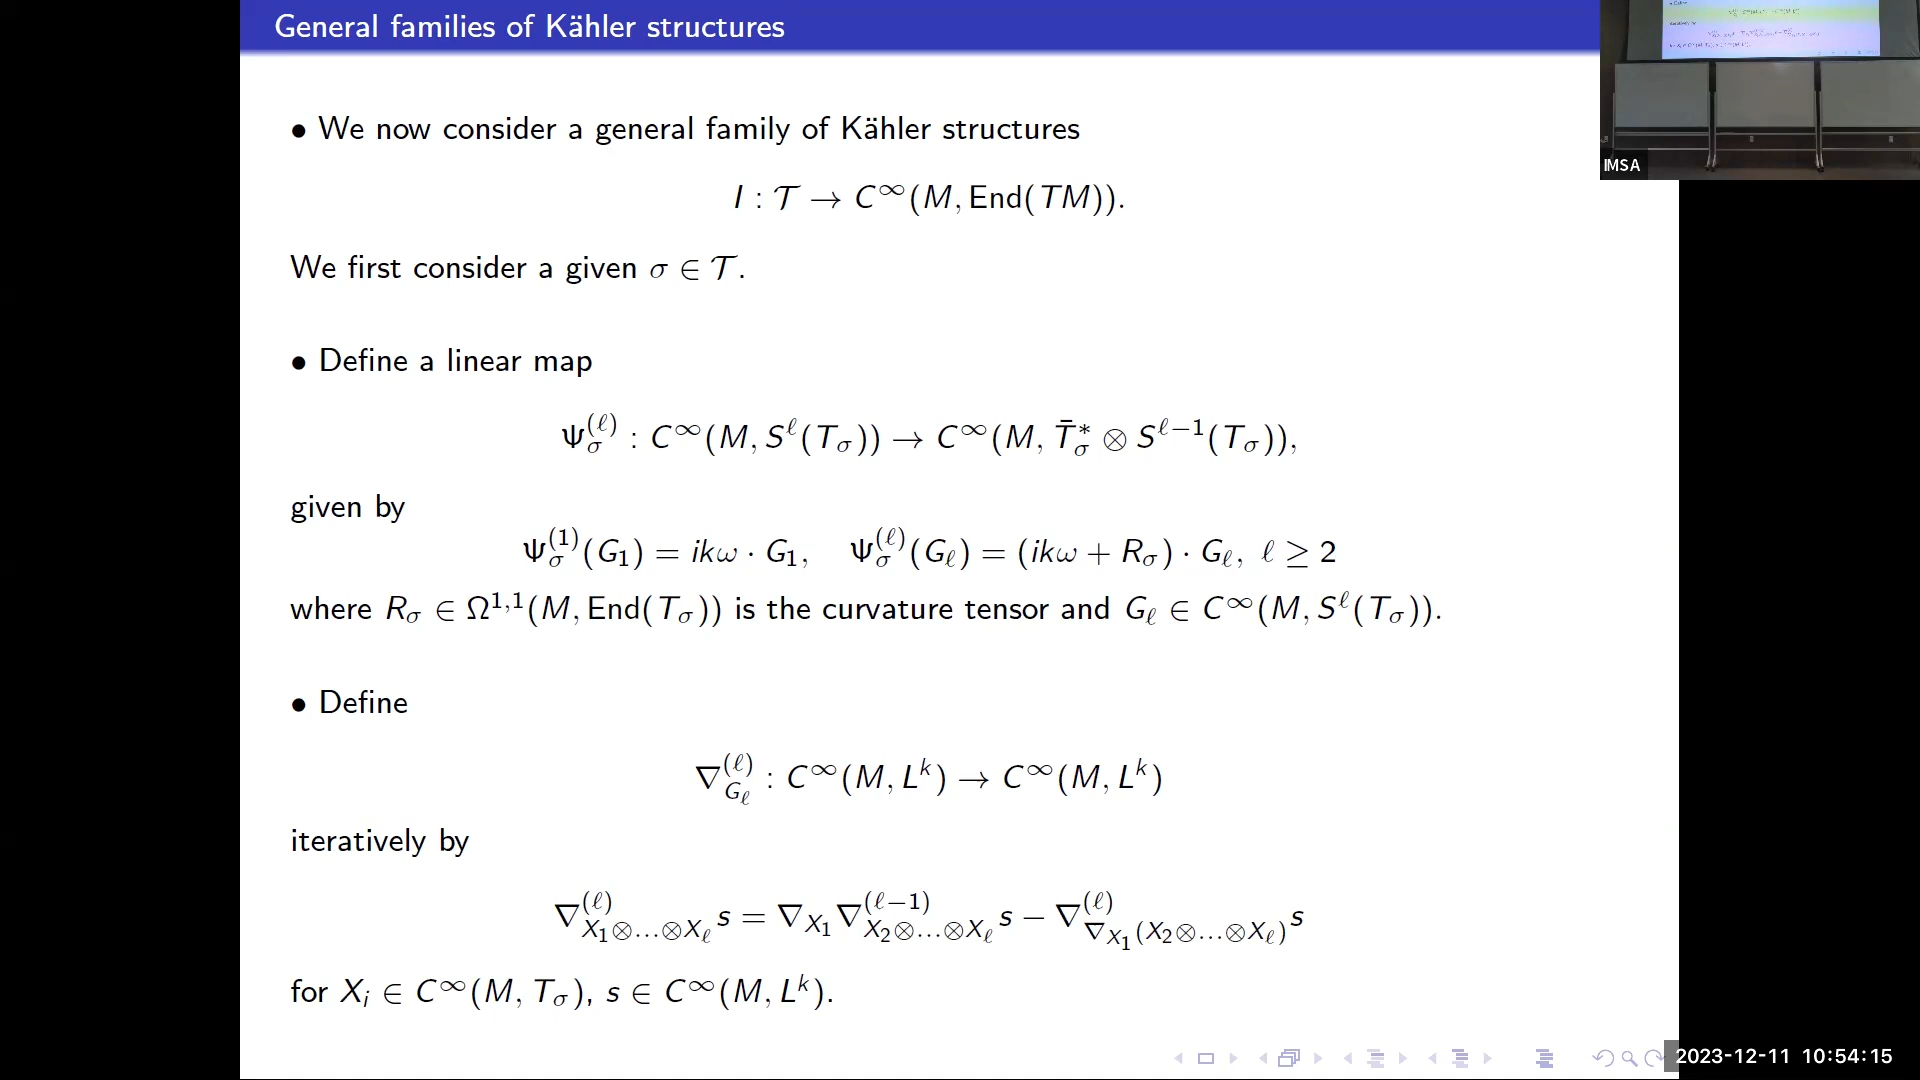 General families of Kähler structures
• We now consider a general family of Kähler structures
I : 𝒯 → C^∞(M, End(TM)).
We first consider a given σ ∈ 𝒯.
• Define a linear map
Ψ_σ^{(ℓ)} : C^∞(M, S^ℓ(T_σ)) → C^∞(M, T̄_σ^* ⊗ S^{ℓ−1}(T_σ)),
given by
Ψ_σ^{(1)}(G_1) = ikω · G_1, Ψ_σ^{(ℓ)}(G_ℓ) = (ikω + R_σ) · G_ℓ, ℓ ≥ 2
where R_σ ∈ Ω^{1,1}(M, End(T_σ)) is the curvature tensor and G_ℓ ∈ C^∞(M, S^ℓ(T_σ)).
• Define
∇_{G_ℓ}^{(ℓ)} : C^∞(M, L^k) → C^∞(M, L^k)
iteratively by
∇_{X_1⊗...⊗X_ℓ}^{(ℓ)} s = ∇_{X_1} ∇_{X_2⊗...⊗X_ℓ}^{(ℓ−1)} s − ∇_{∇_{X_1}(X_2⊗...⊗X_ℓ)}^{(ℓ)} s
for X_i ∈ C^∞(M, T_σ), s ∈ C^∞(M, L^k).
IMSA
2023-12-11 10:54:15